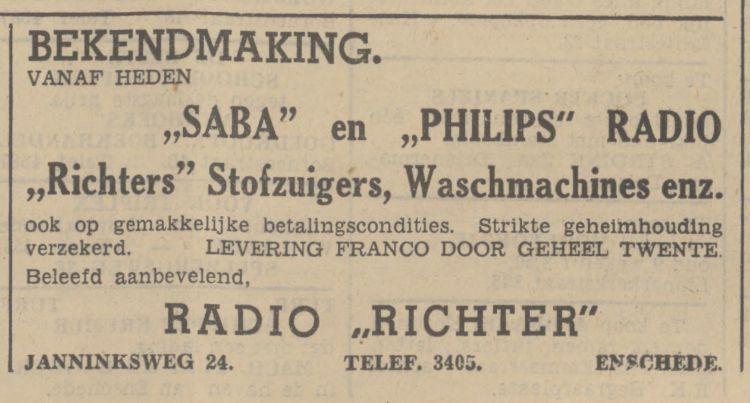 BEKENDMAKING.
VANAF HEDEN
„SABA” en „PHILIPS" RADIO
„Richters” Stofzuigers, Waschmachines enz.
ook op gemakkelijke betalingscondities. Strikte geheimhouding
verzekerd. LEVERING FRANCO DOOR GEHEEL TWENTE.
Beleefd aanbevelend,
RADIO „RICHTER"
JANNINKSWEG 24. TELEF. 3405. ENSCHEDE.